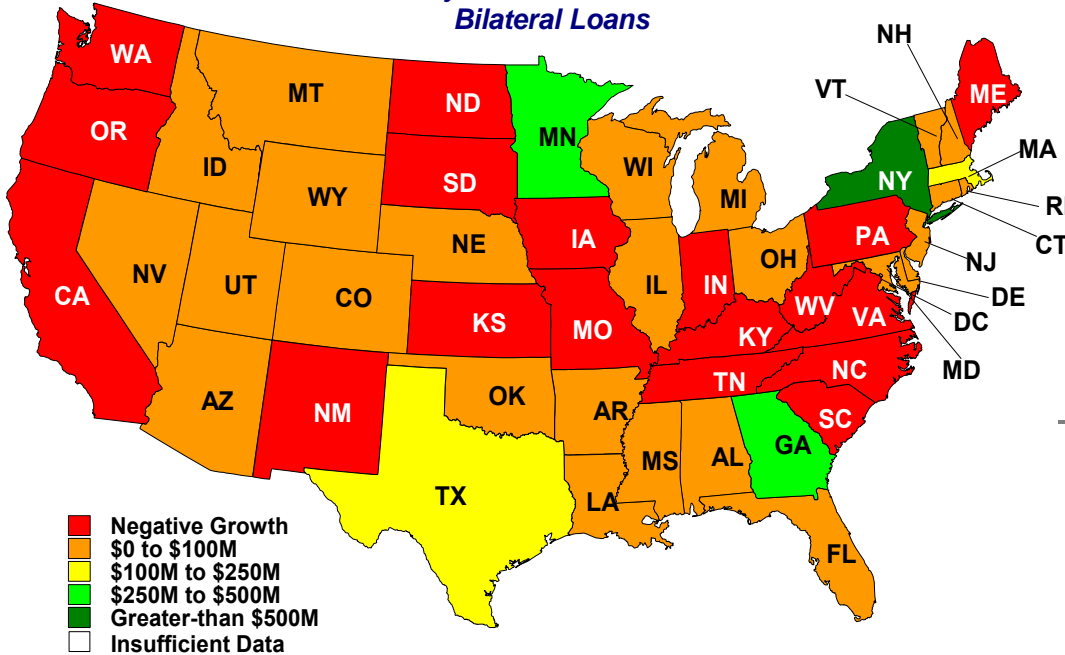 Bilateral Loans
NH
VT
WA
MT
ND
ME
MN
OR
MA
ID
WI
SD
NY
WY
MI
RI
IA
PA
CT
NE
OH
NJ
NV
IL
IN
UT
CO
DE
CA
WV
DC
KS
MO
VA
KY
MD
NC
TN
AZ
OK
NM
AR
SC
GA
MS
AL
TX
LA
FL
Negative Growth
$0 to $100M
$100M to $250M
$250M to $500M
Greater-than $500M
Insufficient Data